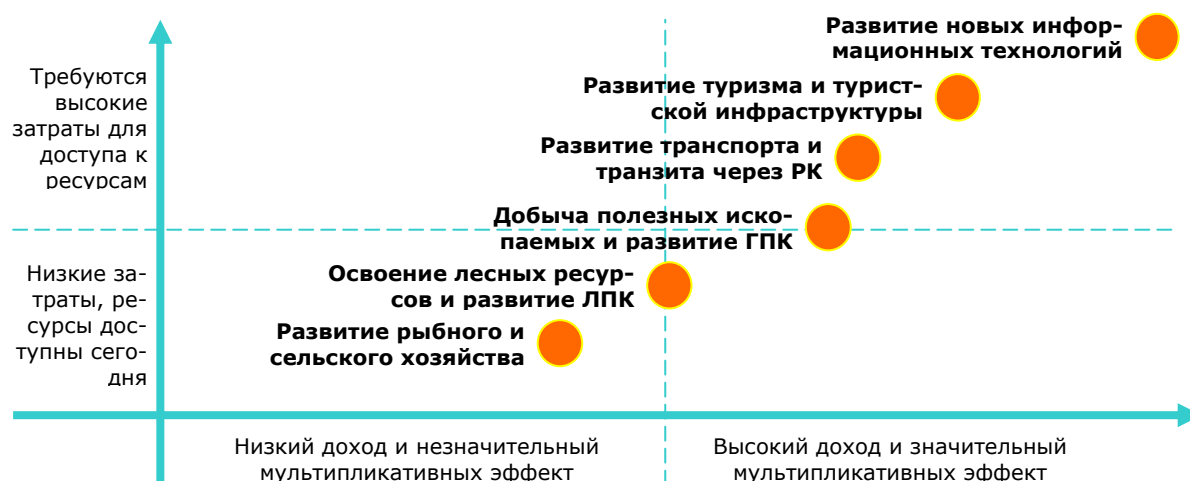 Развитие новых инфор-
мационных технологий
Требуются
высокие
затраты для
доступа к
ресурсам
Развитие туризма и турист-
ской инфраструктуры
Развитие транспорта и
транзита через РК
Добыча полезных иско-
паемых и развитие ГПК
Низкие за-
траты, ре-
сурсы дос-
тупны сего-
дня
Освоение лесных ресур-
сов и развитие ЛПК
Развитие рыбного и
сельского хозяйства
Низкий доход и незначительный
мультипликативных эффект
Высокий доход и значительный
мультипликативных эффект